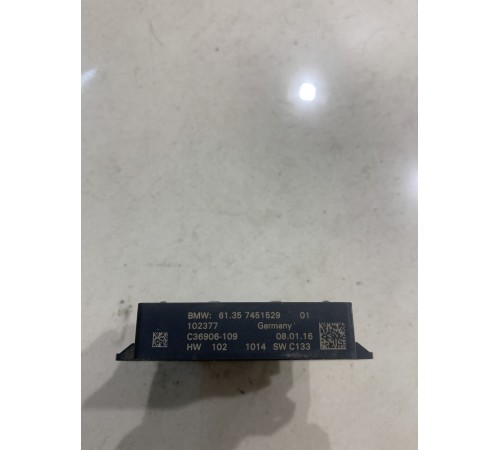 BMW: 61.35 7451529 01
102377 Germany
C36906-109 08.01.16
HW 102 1014 SW C133